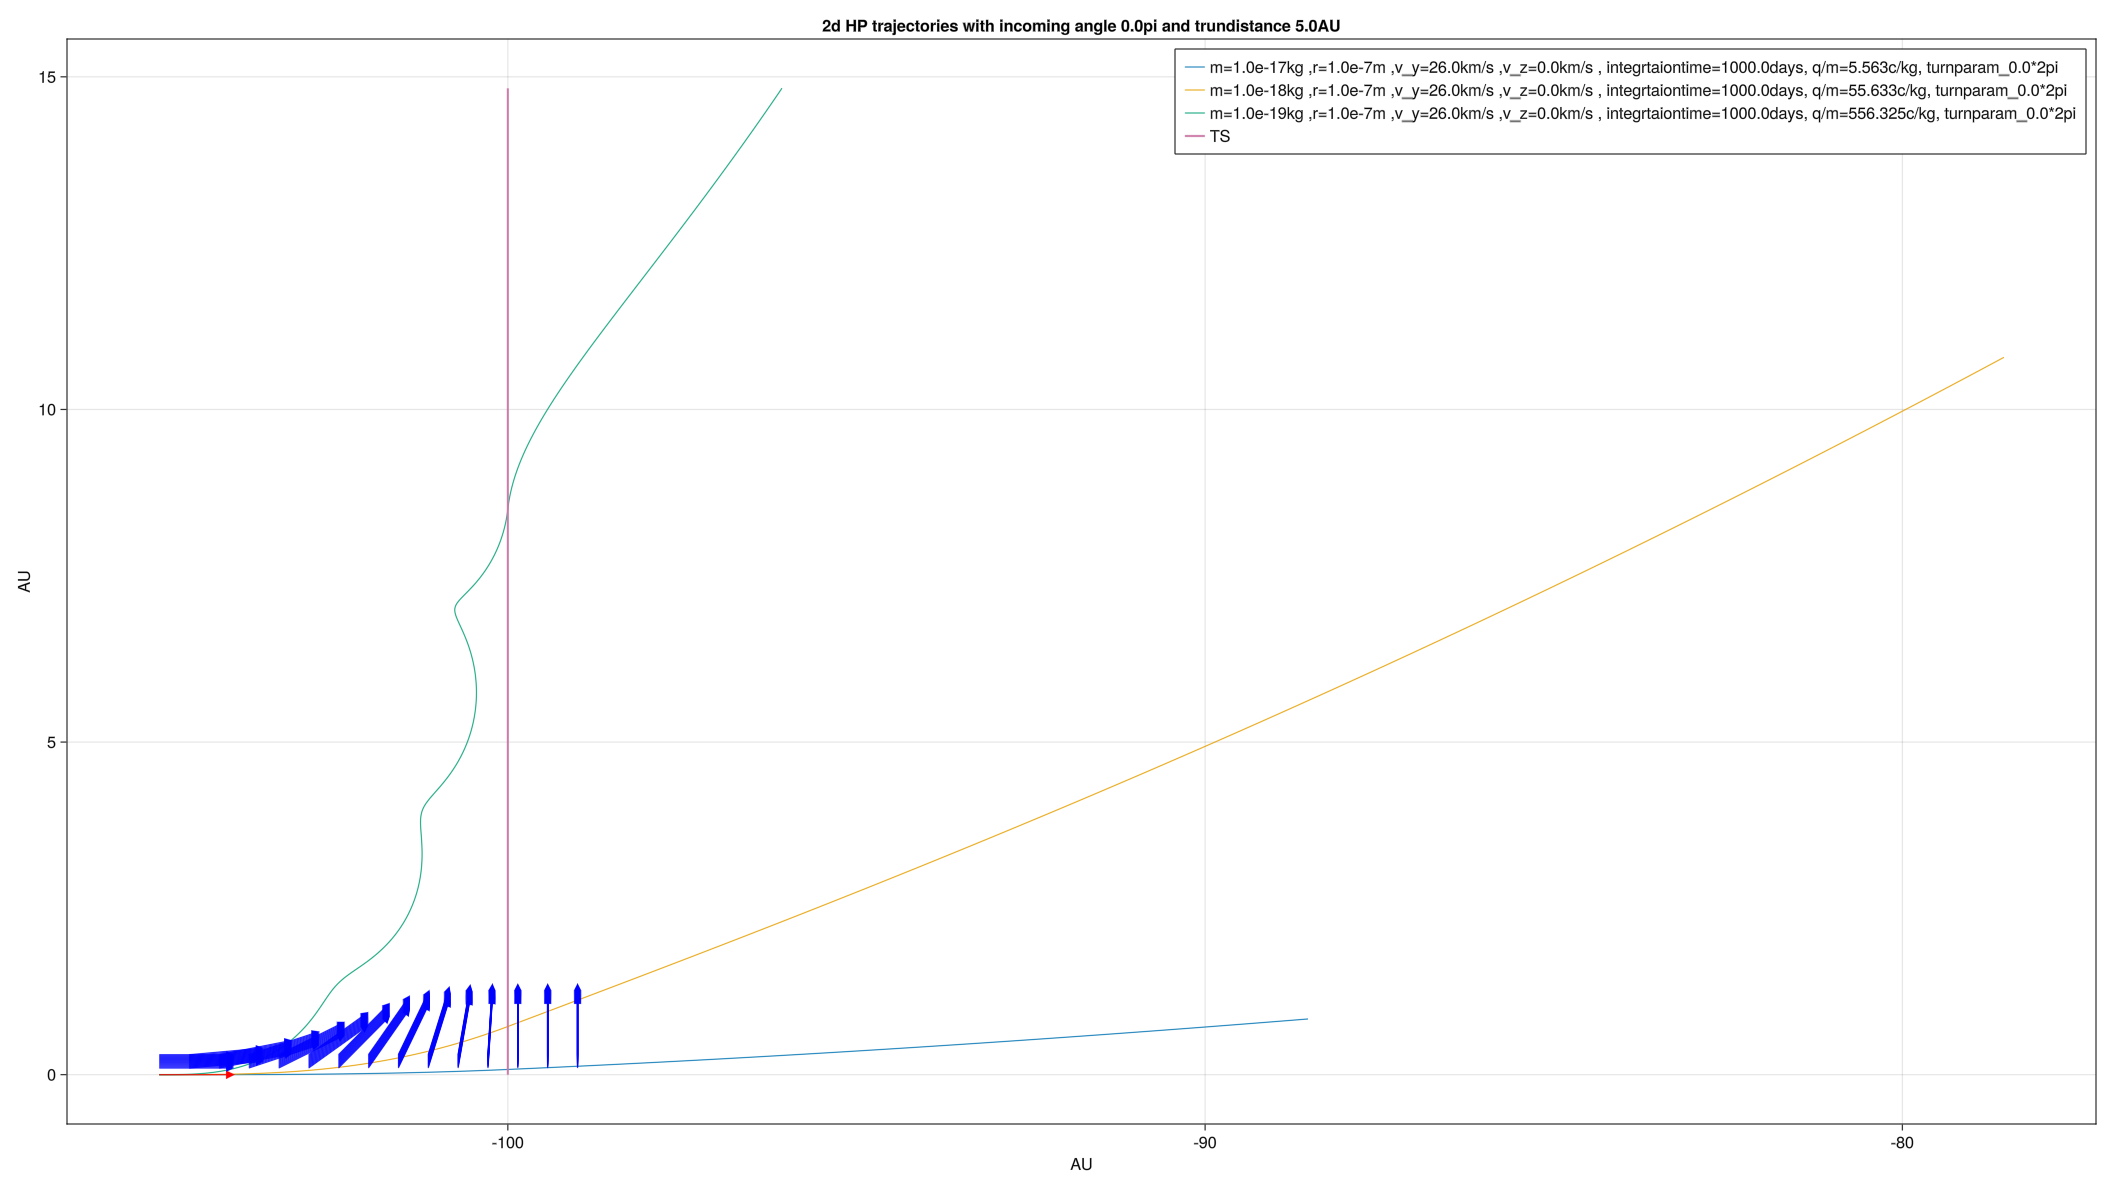 2d HP trajectories with incoming angle 0.0pi and trundistance 5.0AU
m=1.0e-17kg ,r=1.0e-7m ,v_y=26.0km/s ,v_z=0.0km/s , integrtaiontime=1000.0days, q/m=5.563c/kg, turnparam_0.0*2pi
m=1.0e-18kg ,r=1.0e-7m ,v_y=26.0km/s ,v_z=0.0km/s , integrtaiontime=1000.0days, q/m=55.633c/kg, turnparam_0.0*2pi
m=1.0e-19kg ,r=1.0e-7m ,v_y=26.0km/s ,v_z=0.0km/s , integrtaiontime=1000.0days, q/m=556.325c/kg, turnparam_0.0*2pi
TS
15
10
5
0
AU
-100
-90
-80
AU